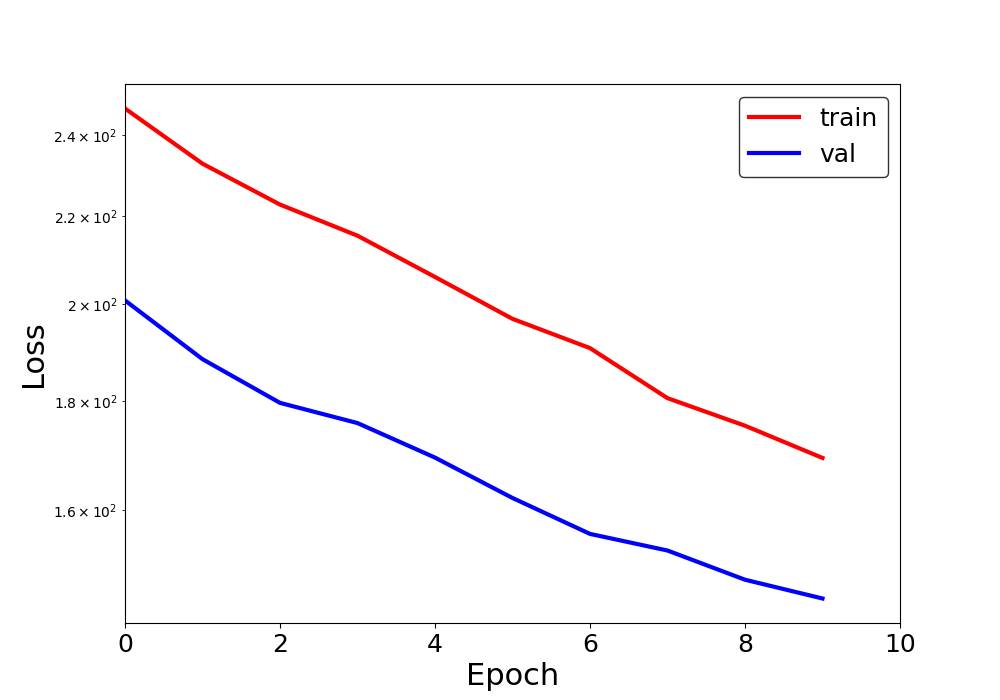 train
val
2.4 × 10²
2.2 × 10²
2 × 10²
1.8 × 10²
1.6 × 10²
Loss
0 2 4 6 8 10
Epoch